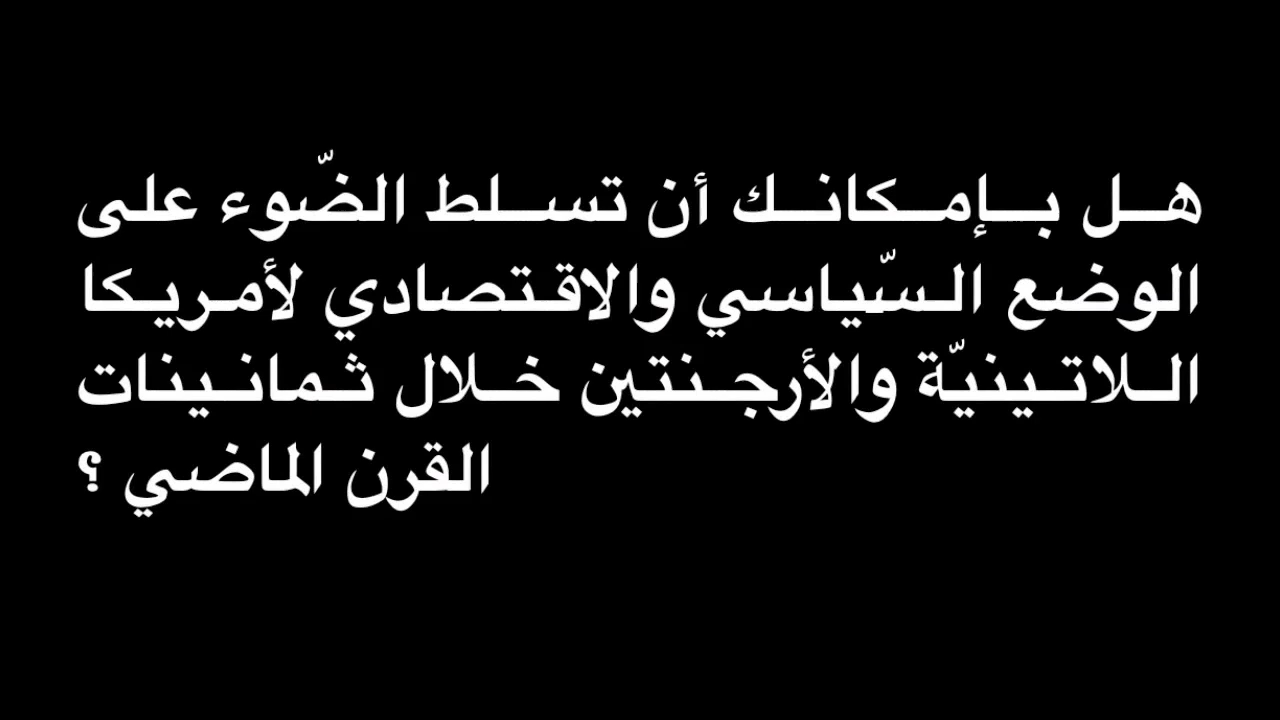 هل بإمكانك أن تسلط الضّوء على
الوضع السّياسي والاقتصادي لأمريكا
اللاتينيّة والأرجنتين خلال ثمانينات
القرن الماضي ؟